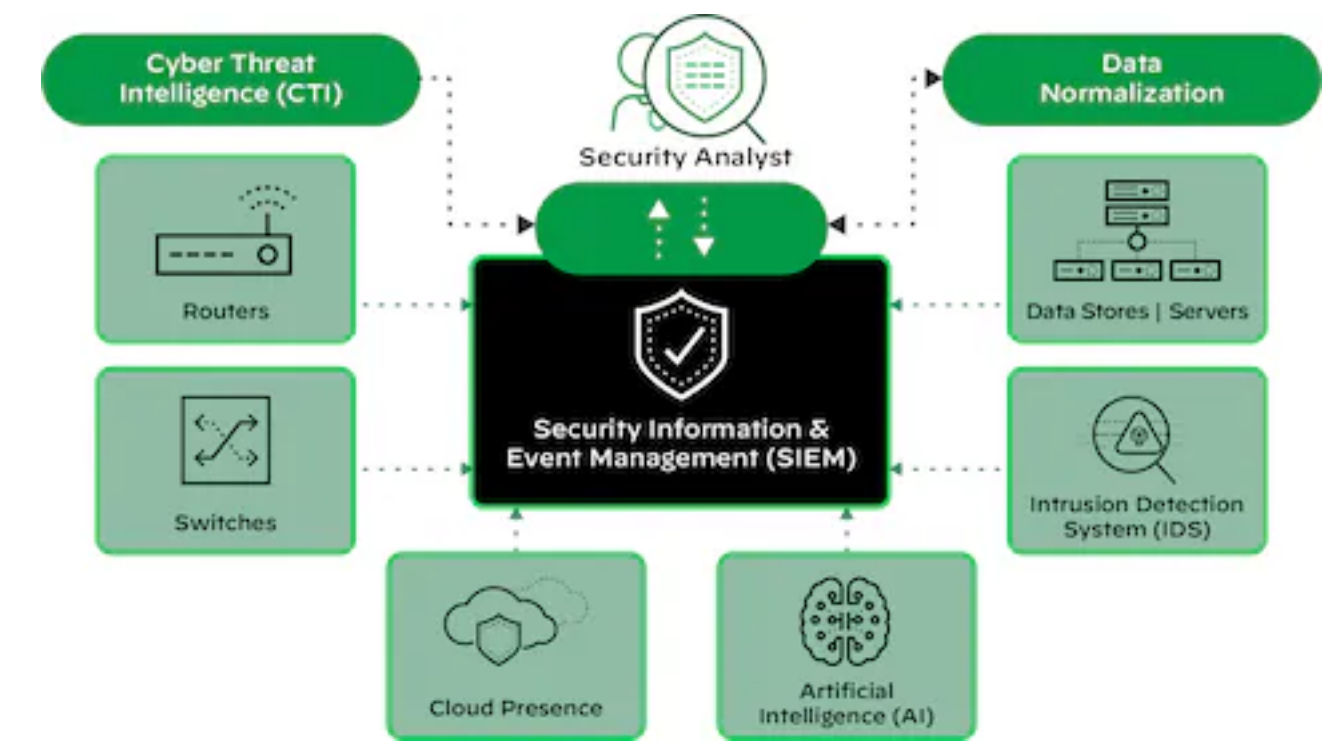 Cyber Threat
Intelligence (CTI)
Security Analyst
Data
Normalization
Routers
Data Stores | Servers
Security Information &
Event Management (SIEM)
Switches
Intrusion Detection
System (IDS)
Cloud Presence
Artificial
Intelligence (AI)